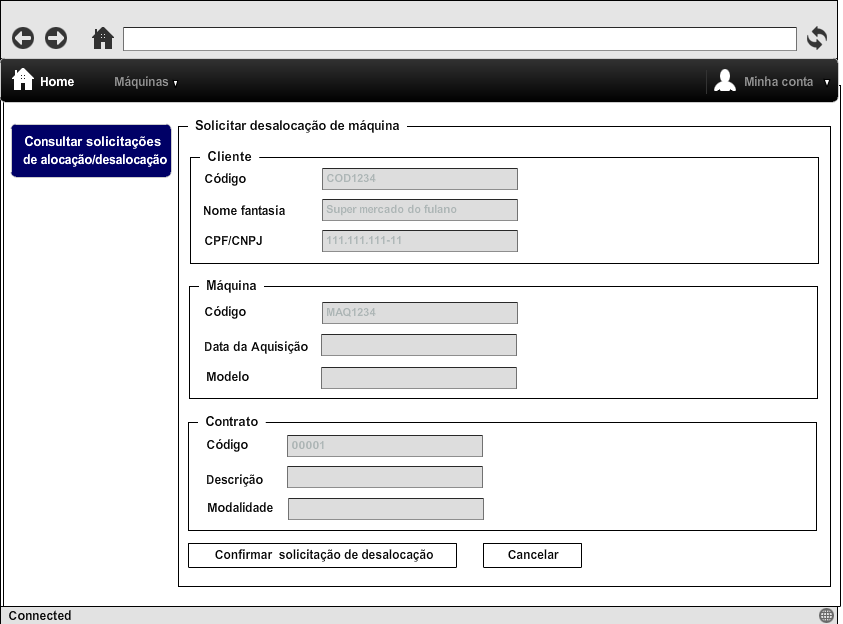 Home
Máquinas
Minha conta
Consultar solicitações
de alocação/desalocação
Solicitar desalocação de máquina
Cliente
Código COD1234
Nome fantasia Super mercado do fulano
CPF/CNPJ 111.111.111-11
Máquina
Código MAQ1234
Data da Aquisição
Modelo
Contrato
Código 00001
Descrição
Modalidade
Confirmar solicitação de desalocação
Cancelar
Connected